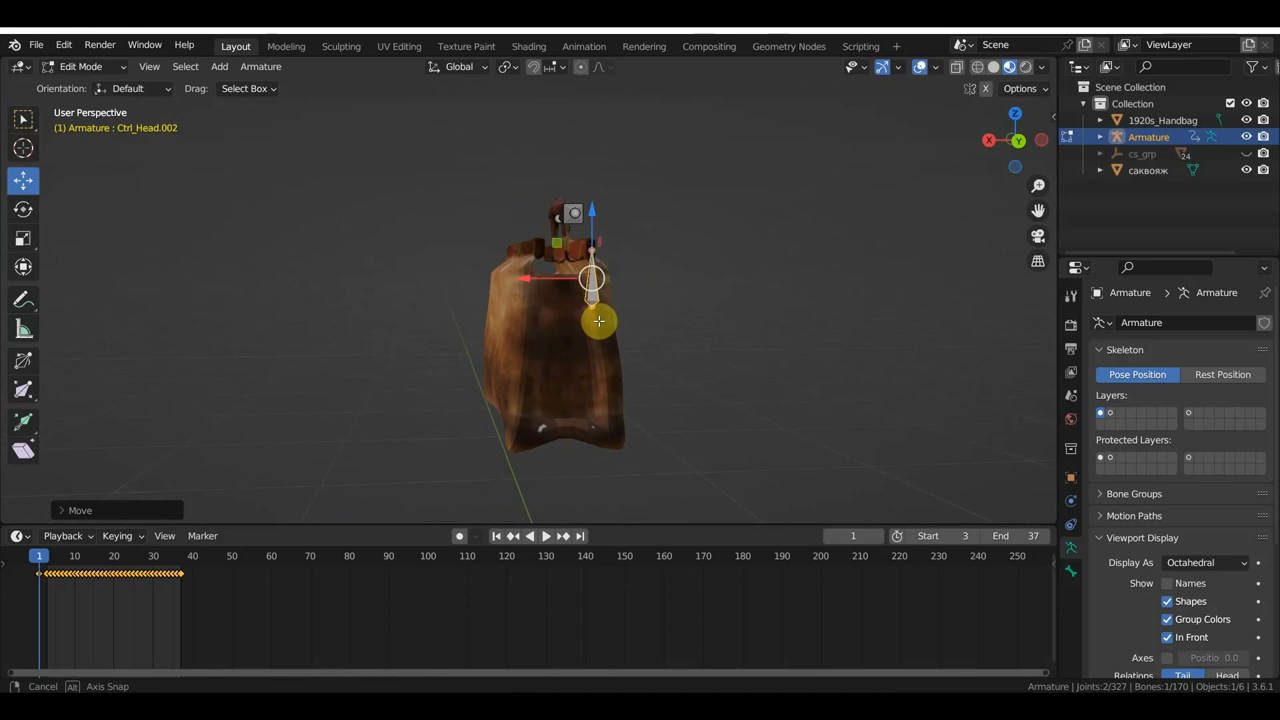 File Edit Render Window Help Layout Modeling Sculpting UV Editing Texture Paint Shading Animation Rendering Compositing Geometry Nodes Scripting + Scene ViewLayer
Edit Mode View Select Add Armature Global
Orientation: Default Drag: Select Box X Options
User Perspective
(1) Armature : Ctrl_Head.002
Scene Collection
Collection
1920s_Handbag
Armature
cs_grp 24
саквояж
Z
Y
Armature > Armature
Armature
Skeleton
Pose Position Rest Position
Layers:
Protected Layers:
Bone Groups
Motion Paths
Viewport Display
Display As Octahedral
Show Names
Shapes
Group Colors
In Front
Axes Positio 0.0
Relations Tail Head
Move
Playback Keying View Marker 1 Start 3 End 37
1 10 20 30 40 50 60 70 80 90 100 110 120 130 140 150 160 170 180 190 200 210 220 230 240 250
Cancel Alt Axis Snap Armature | Joints:2/327 | Bones:1/170 | Objects:1/6 | 3.6.1